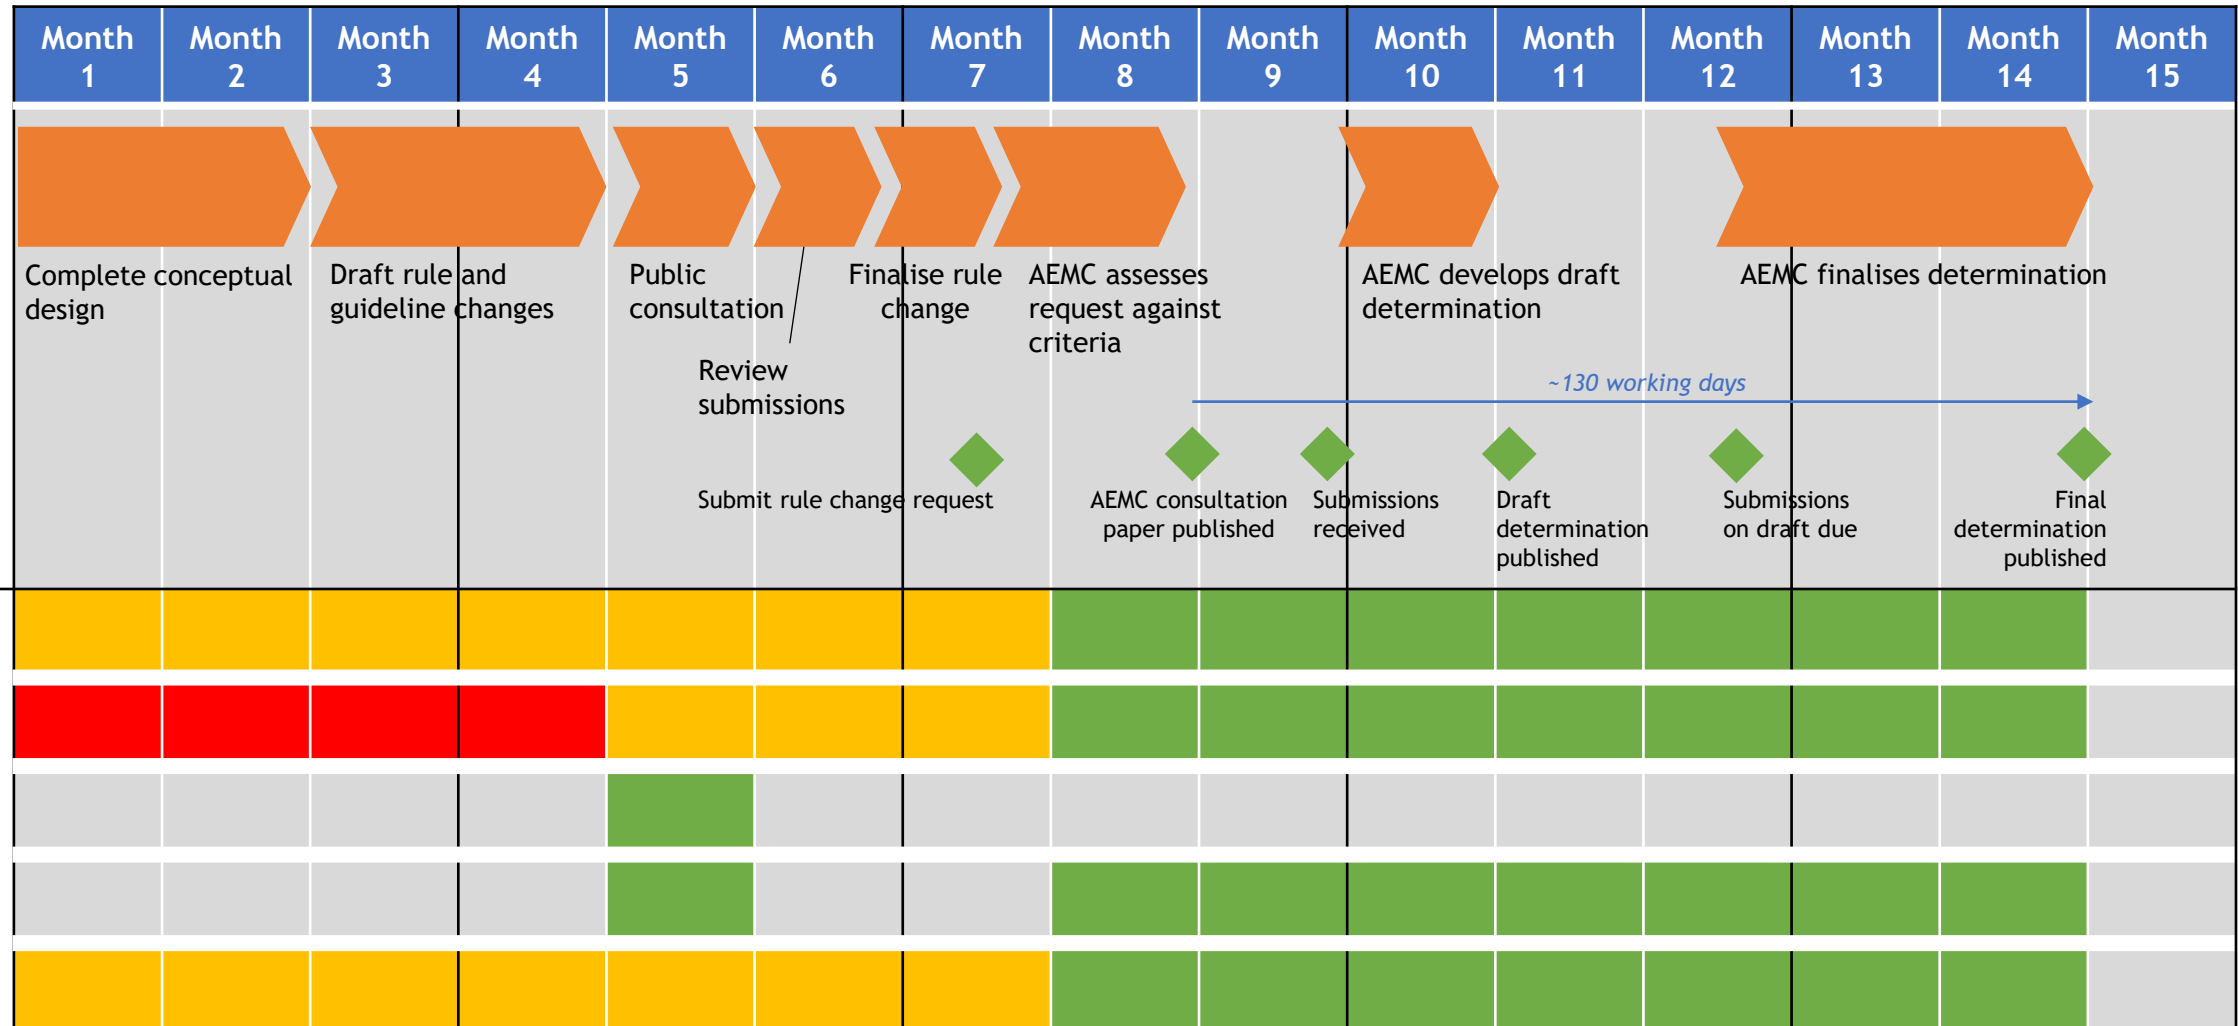 Month 1
Month 2
Month 3
Month 4
Month 5
Month 6
Month 7
Month 8
Month 9
Month 10
Month 11
Month 12
Month 13
Month 14
Month 15
Complete conceptual
design
Draft rule and
guideline changes
Public
consultation
Review
submissions
Finalise rule
change
AEMC assesses
request against
criteria
AEMC develops draft
determination
AEMC finalises determination
~130 working days
Submit rule change request
AEMC consultation
paper published
Submissions
received
Draft
determination
published
Submissions
on draft due
Final
determination
published